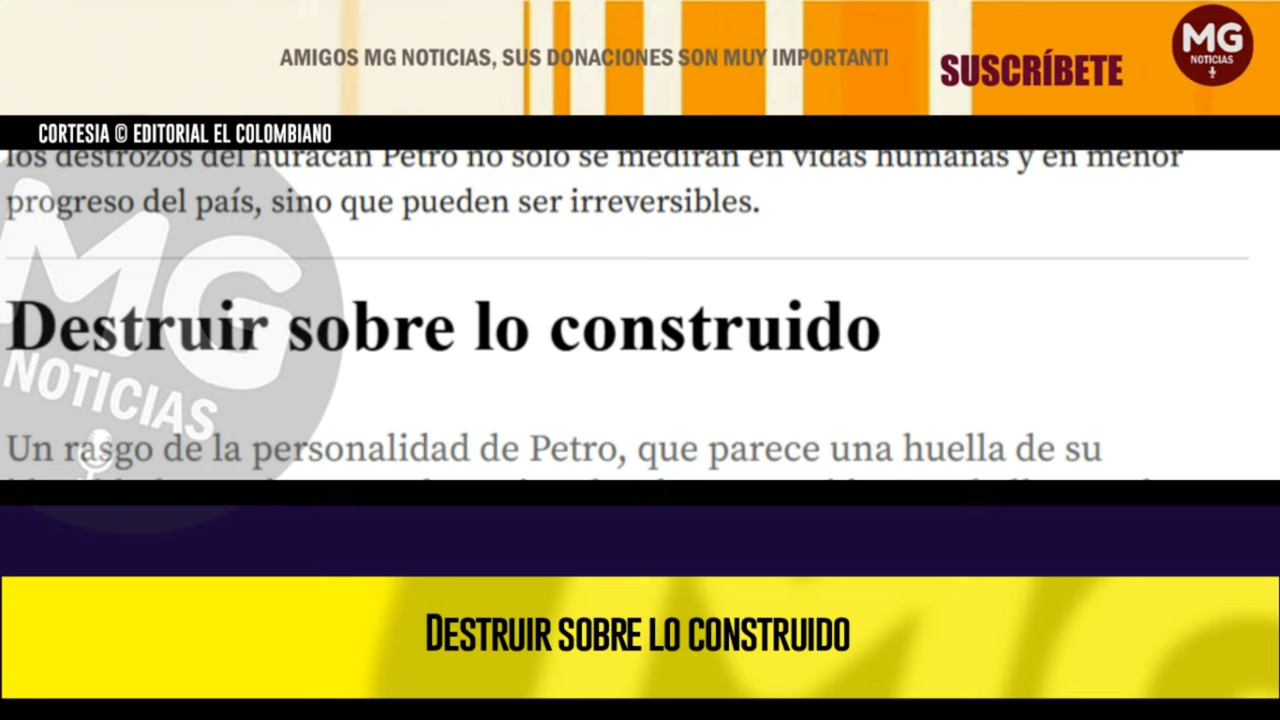 AMIGOS MG NOTICIAS, SUS DONACIONES SON MUY IMPORTANT
SUSCRÍBETE
MG
NOTICIAS
CORTESIA © EDITORIAL EL COLOMBIANO
los destrozos del huracán Petro no solo se medirán en vidas humanas y en menor
progreso del país, sino que pueden ser irreversibles.
Destruir sobre lo construido
MG
NOTICIAS
Un rasgo de la personalidad de Petro, que parece una huella de su
DESTRUIR SOBRE LO CONSTRUIDO